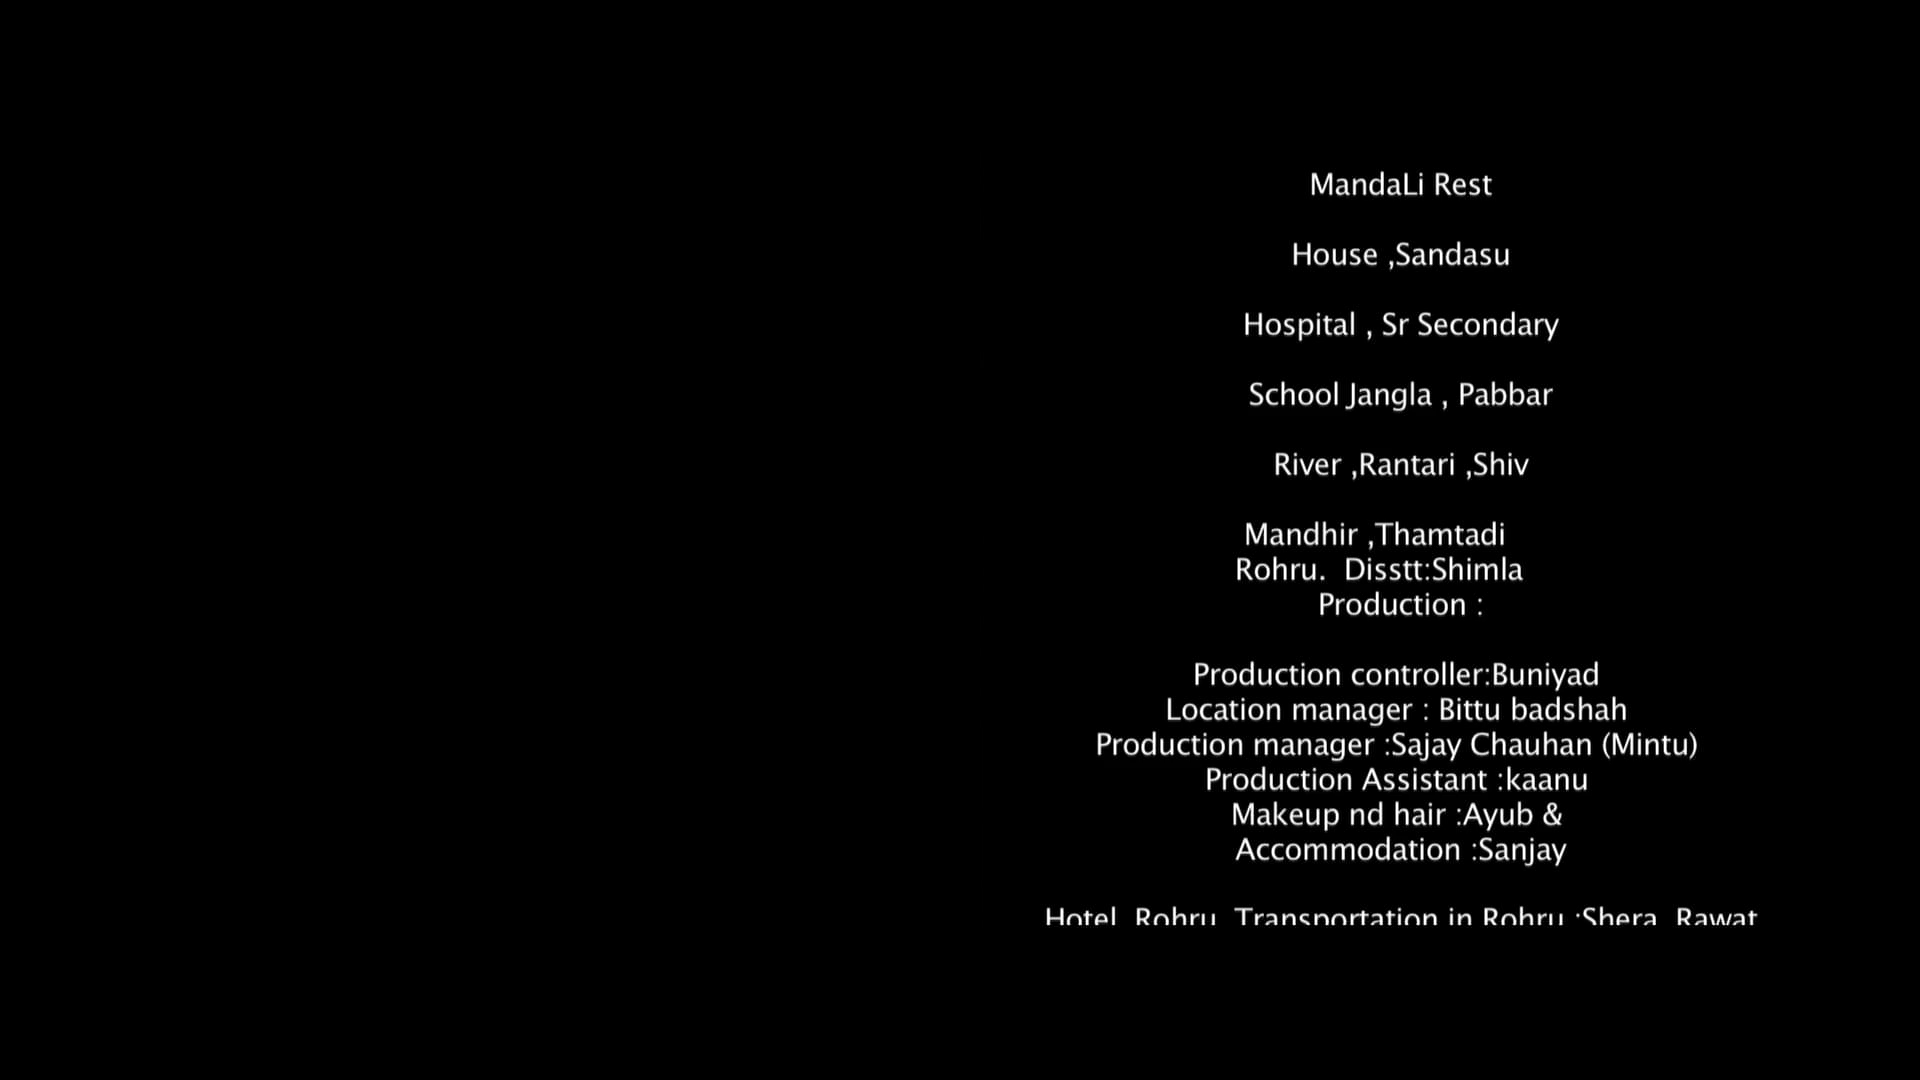 MandaLi Rest
House ,Sandasu
Hospital , Sr Secondary
School Jangla , Pabbar
River ,Rantari ,Shiv
Mandhir ,Thamtadi
Rohru.  Disstt:Shimla
Production :
Production controller:Buniyad
Location manager : Bittu badshah
Production manager :Sajay Chauhan (Mintu)
Production Assistant :kaanu
Makeup nd hair :Ayub &
Accommodation :Sanjay
Hotel  Rohru  Transportation in Rohru :Shera  Rawat